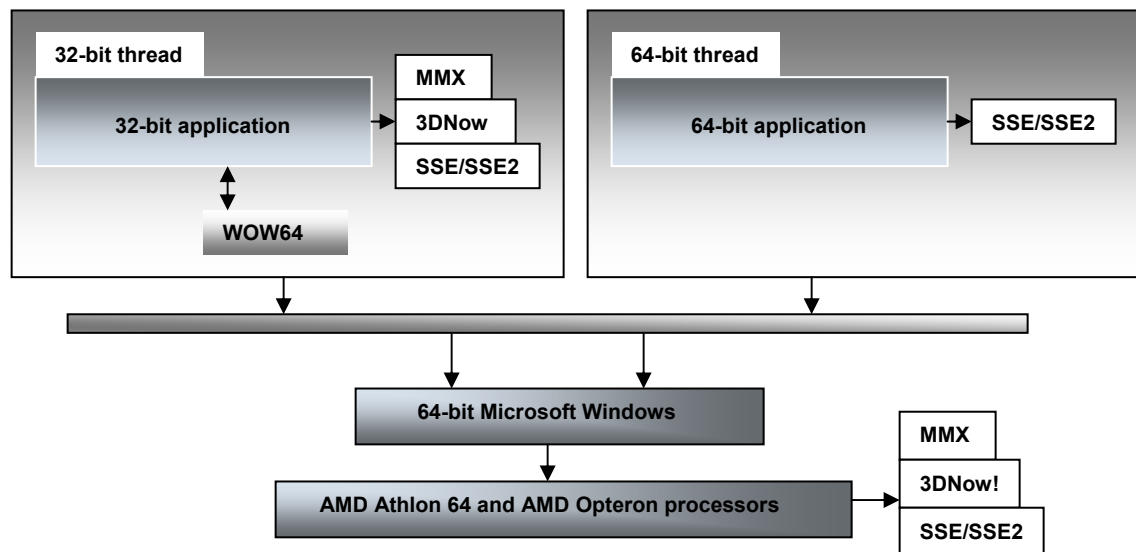 32-bit thread
32-bit application
MMX
3DNow
SSE/SSE2
WOW64
64-bit thread
64-bit application
SSE/SSE2
64-bit Microsoft Windows
AMD Athlon 64 and AMD Opteron processors
MMX
3DNow!
SSE/SSE2